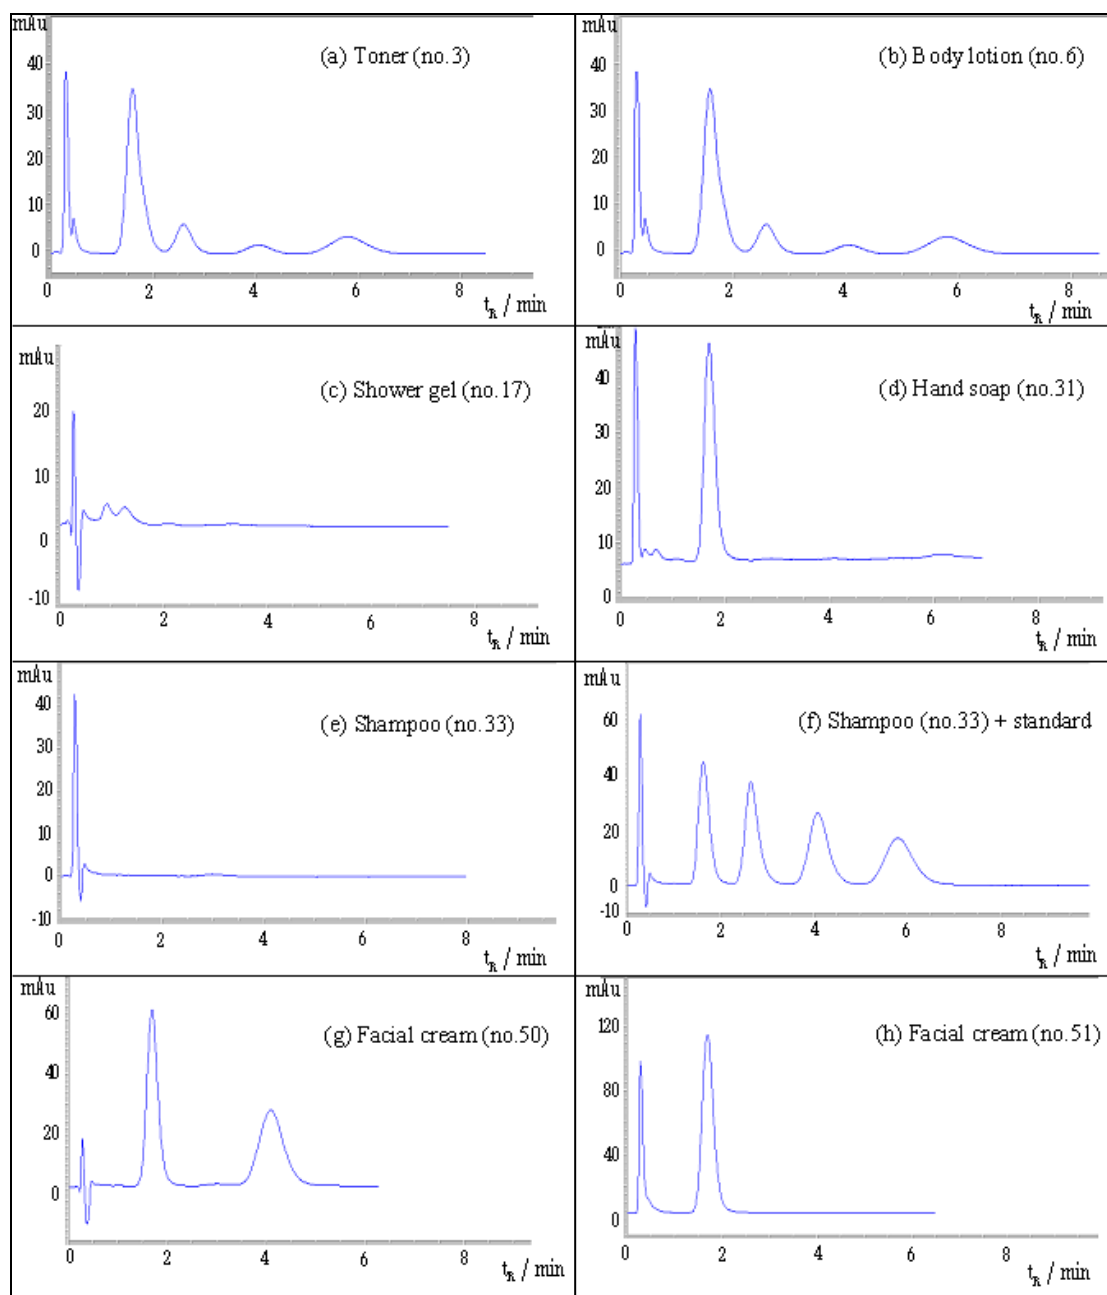 mAu
(a) Toner (no.3)
40
30
20
10
0
0 2 4 6 8
tR / min
mAu
(b) Body lotion (no.6)
40
30
20
10
0
0 2 4 6 8
tR / min
mAu
(c) Shower gel (no.17)
20
10
0
-10
0 2 4 6 8
tR / min
mAu
(d) Hand soap (no.31)
40
30
20
10
0
0 2 4 6 8
tR / min
mAu
(e) Shampoo (no.33)
40
30
20
10
0
-10
0 2 4 6 8
tR / min
mAu
(f) Shampoo (no.33) + standard
60
40
20
0
-10
0 2 4 6 8
tR / min
mAu
(g) Facial cream (no.50)
60
40
20
0
0 2 4 6 8
tR / min
mAu
(h) Facial cream (no.51)
120
80
40
0
0 2 4 6 8
tR / min